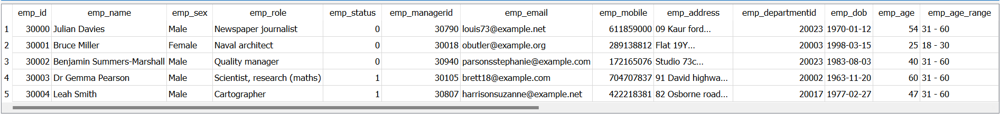 emp_id emp_name emp_sex emp_role emp_status emp_managerid emp_email emp_mobile emp_address emp_departmentid emp_dob emp_age emp_age_range
1 30000 Julian Davies Male Newspaper journalist 0 30790 louis73@example.net 611859000 09 Kaur ford... 20023 1970-01-12 54 31 - 60
2 30001 Bruce Miller Female Naval architect 0 30018 obutler@example.org 289138812 Flat 19Y... 20003 1998-03-15 25 18 - 30
3 30002 Benjamin Summers-Marshall Male Quality manager 0 30940 parsonsstephanie@example.com 172165076 Studio 73c... 20023 1983-08-03 40 31 - 60
4 30003 Dr Gemma Pearson Male Scientist, research (maths) 1 30105 brett18@example.com 704707837 91 David highwa... 20002 1963-11-20 60 31 - 60
5 30004 Leah Smith Male Cartographer 1 30807 harrisonsuzanne@example.net 422218381 82 Osborne road... 20017 1977-02-27 47 31 - 60